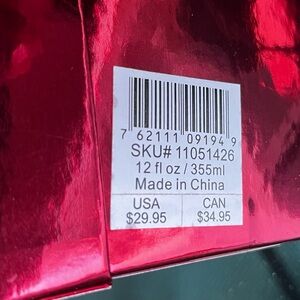 7 62111 09194 9
SKU# 11051426
12 fl oz / 355ml
Made in China
USA CAN
$29.95 $34.95